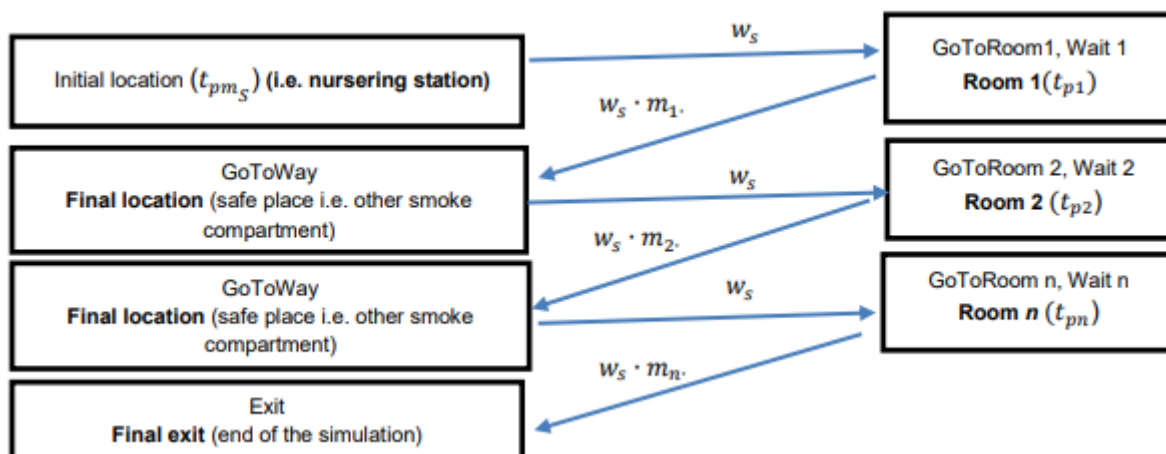 Initial location (t_{pm_S}) (i.e. nursering station)
w_s
GoToRoom1, Wait 1
Room 1(t_{p1})
w_s · m_1.
GoToWay
Final location (safe place i.e. other smoke
compartment)
w_s
GoToRoom 2, Wait 2
Room 2 (t_{p2})
w_s · m_2.
GoToWay
Final location (safe place i.e. other smoke
compartment)
w_s
GoToRoom n, Wait n
Room n (t_{pn})
w_s · m_n.
Exit
Final exit (end of the simulation)